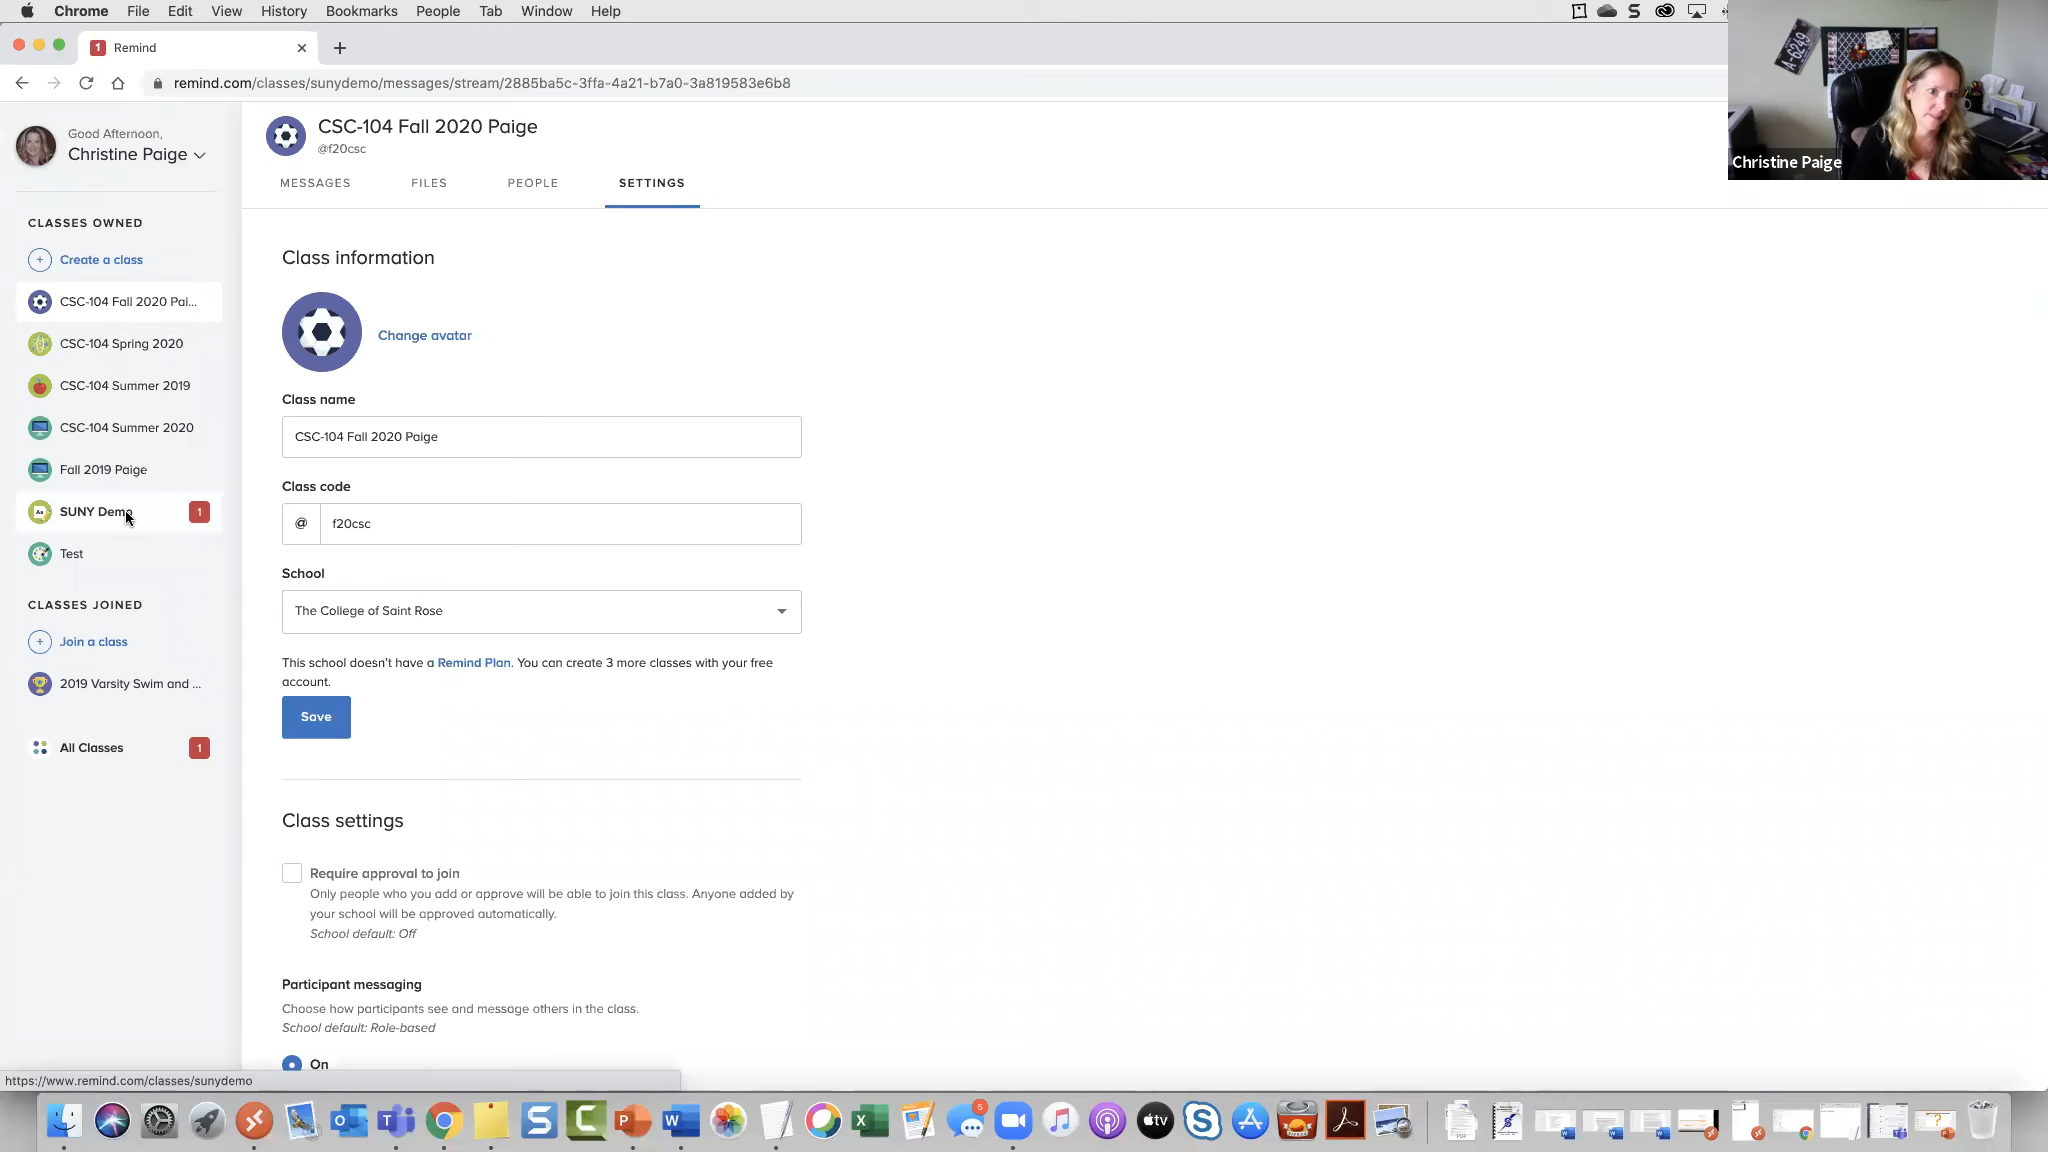 Chrome File Edit View History Bookmarks People Tab Window Help
1 Remind
remind.com/classes/sunydemo/messages/stream/2885ba5c-3ffa-4a21-b7a0-3a819583e6b8
A-6249
Christine Paige
Good Afternoon,
Christine Paige
CSC-104 Fall 2020 Paige
@f20csc
MESSAGES FILES PEOPLE SETTINGS
CLASSES OWNED
+ Create a class
CSC-104 Fall 2020 Pai...
CSC-104 Spring 2020
CSC-104 Summer 2019
CSC-104 Summer 2020
Fall 2019 Paige
Aa SUNY Demo 1
Test
CLASSES JOINED
+ Join a class
2019 Varsity Swim and ...
All Classes 1
Class information
Change avatar
Class name
CSC-104 Fall 2020 Paige
Class code
@ f20csc
School
The College of Saint Rose
This school doesn't have a Remind Plan. You can create 3 more classes with your free
account.
Save
Class settings
Require approval to join
Only people who you add or approve will be able to join this class. Anyone added by
your school will be approved automatically.
School default: Off
Participant messaging
Choose how participants see and message others in the class.
School default: Role-based
On
https://www.remind.com/classes/sunydemo
5